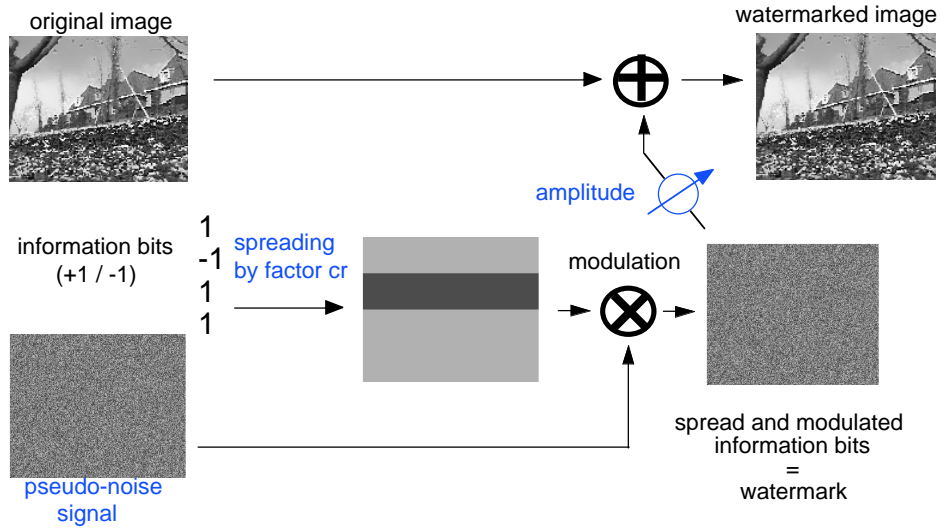 original image
watermarked image
amplitude
information bits
(+1 / -1)
1
-1
1
1
spreading
by factor cr
modulation
pseudo-noise
signal
spread and modulated
information bits
=
watermark